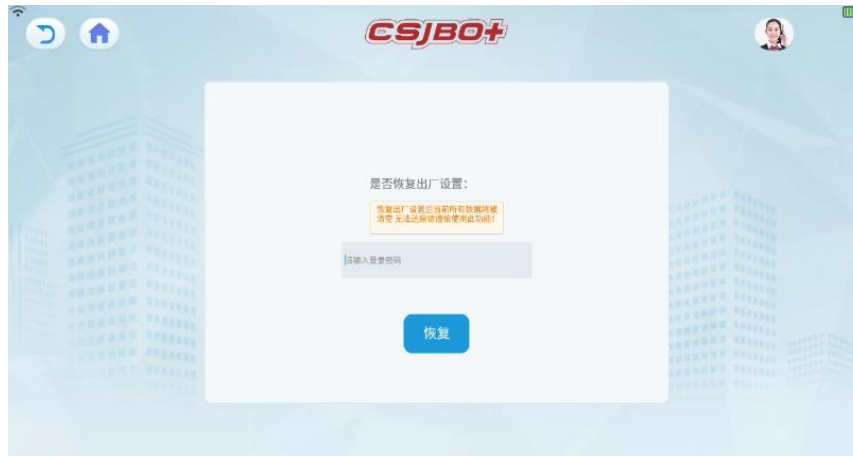 CSJBO+
是否恢复出厂设置：
恢复出厂设置后当前所有数据将被
清空 无法还原请谨慎使用此功能!
请输入登录密码
恢复